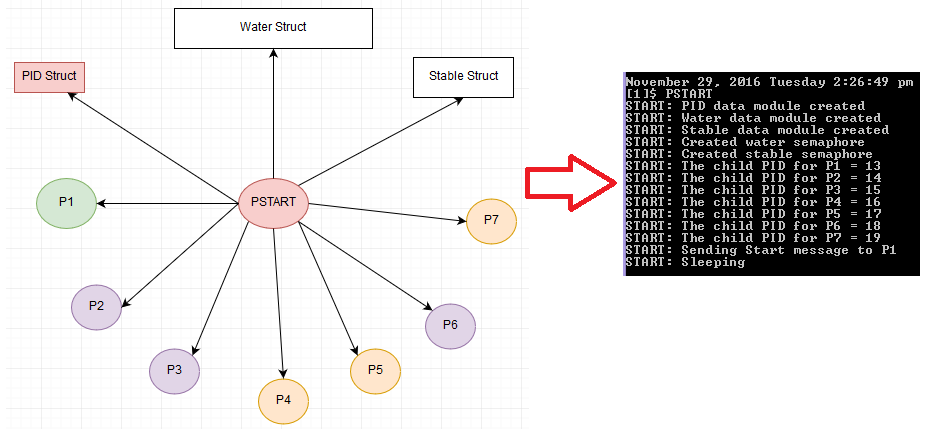 Water Struct
PID Struct
Stable Struct
P1
PSTART
P7
P2
P6
P3
P5
P4
November 29, 2016 Tuesday 2:26:49 pm
[1]$ PSTART
START: PID data module created
START: Water data module created
START: Stable data module created
START: Created water semaphore
START: Created stable semaphore
START: The child PID for P1 = 13
START: The child PID for P2 = 14
START: The child PID for P3 = 15
START: The child PID for P4 = 16
START: The child PID for P5 = 17
START: The child PID for P6 = 18
START: The child PID for P7 = 19
START: Sending Start message to P1
START: Sleeping